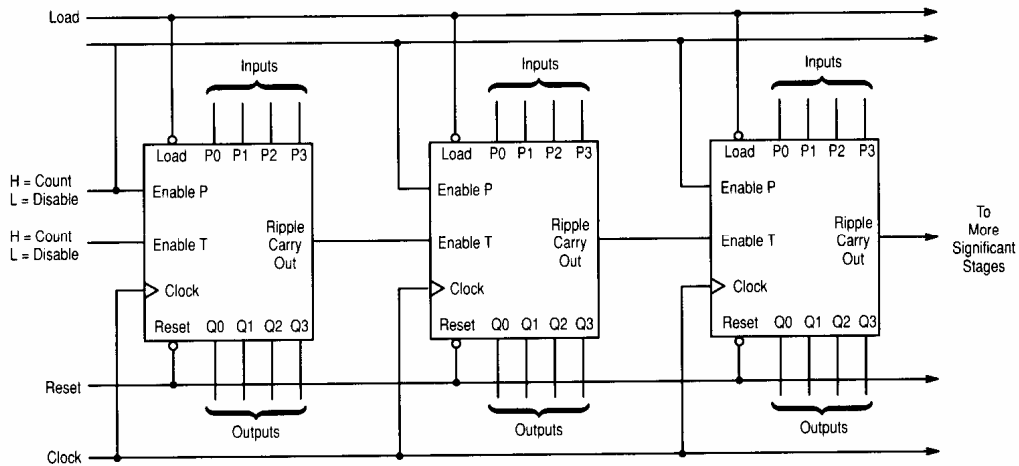 Load
Inputs
Inputs
Inputs
Load P0 P1 P2 P3
Load P0 P1 P2 P3
Load P0 P1 P2 P3
H = Count
L = Disable
Enable P
Enable P
Enable P
H = Count
L = Disable
Enable T
Ripple
Carry
Out
Enable T
Ripple
Carry
Out
Enable T
Ripple
Carry
Out
To
More
Significant
Stages
Clock
Clock
Clock
Reset Q0 Q1 Q2 Q3
Reset Q0 Q1 Q2 Q3
Reset Q0 Q1 Q2 Q3
Reset
Outputs
Outputs
Outputs
Clock